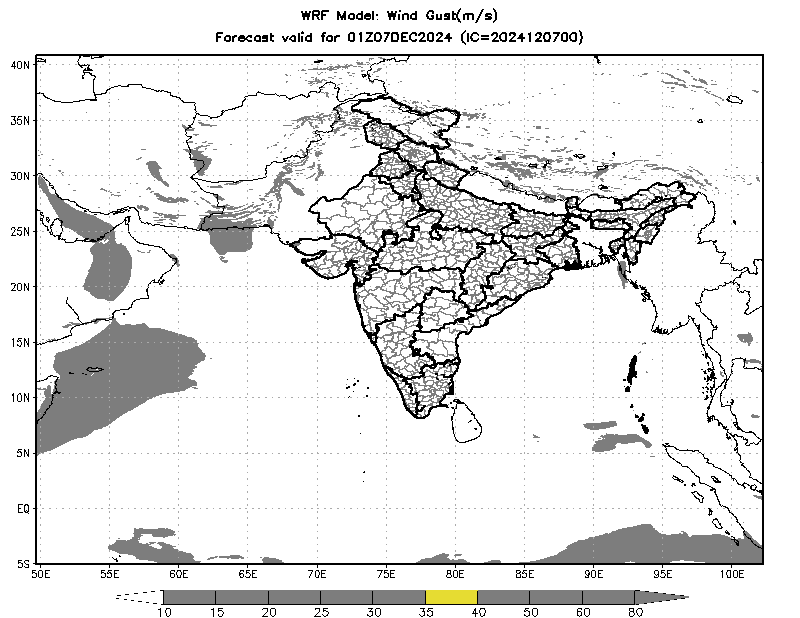 WRF Model: Wind Gust(m/s)
Forecast valid for 01Z07DEC2024 (IC=2024120700)
40N
35N
30N
25N
20N
15N
10N
5N
EQ
5S
50E 55E 60E 65E 70E 75E 80E 85E 90E 95E 100E
10 15 20 25 30 35 40 50 60 80